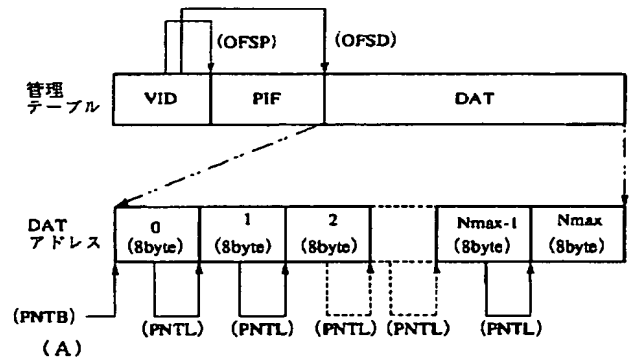 (OFSP) (OFSD)
管理
テーブル
VID PIF DAT
DAT
アドレス
0 1 2 Nmax-1 Nmax
(8byte) (8byte) (8byte) (8byte) (8byte)
(PNTB) (PNTL) (PNTL) (PNTL) (PNTL) (PNTL)
(A)